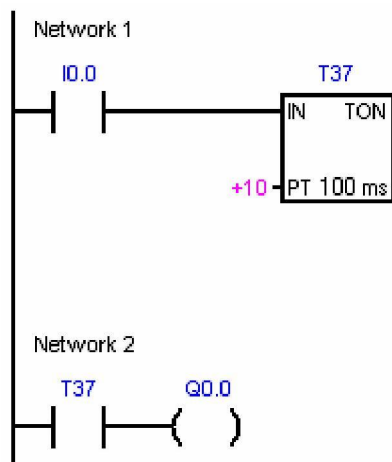 Network 1
I0.0
T37
IN TON
+10 PT 100 ms
Network 2
T37 Q0.0